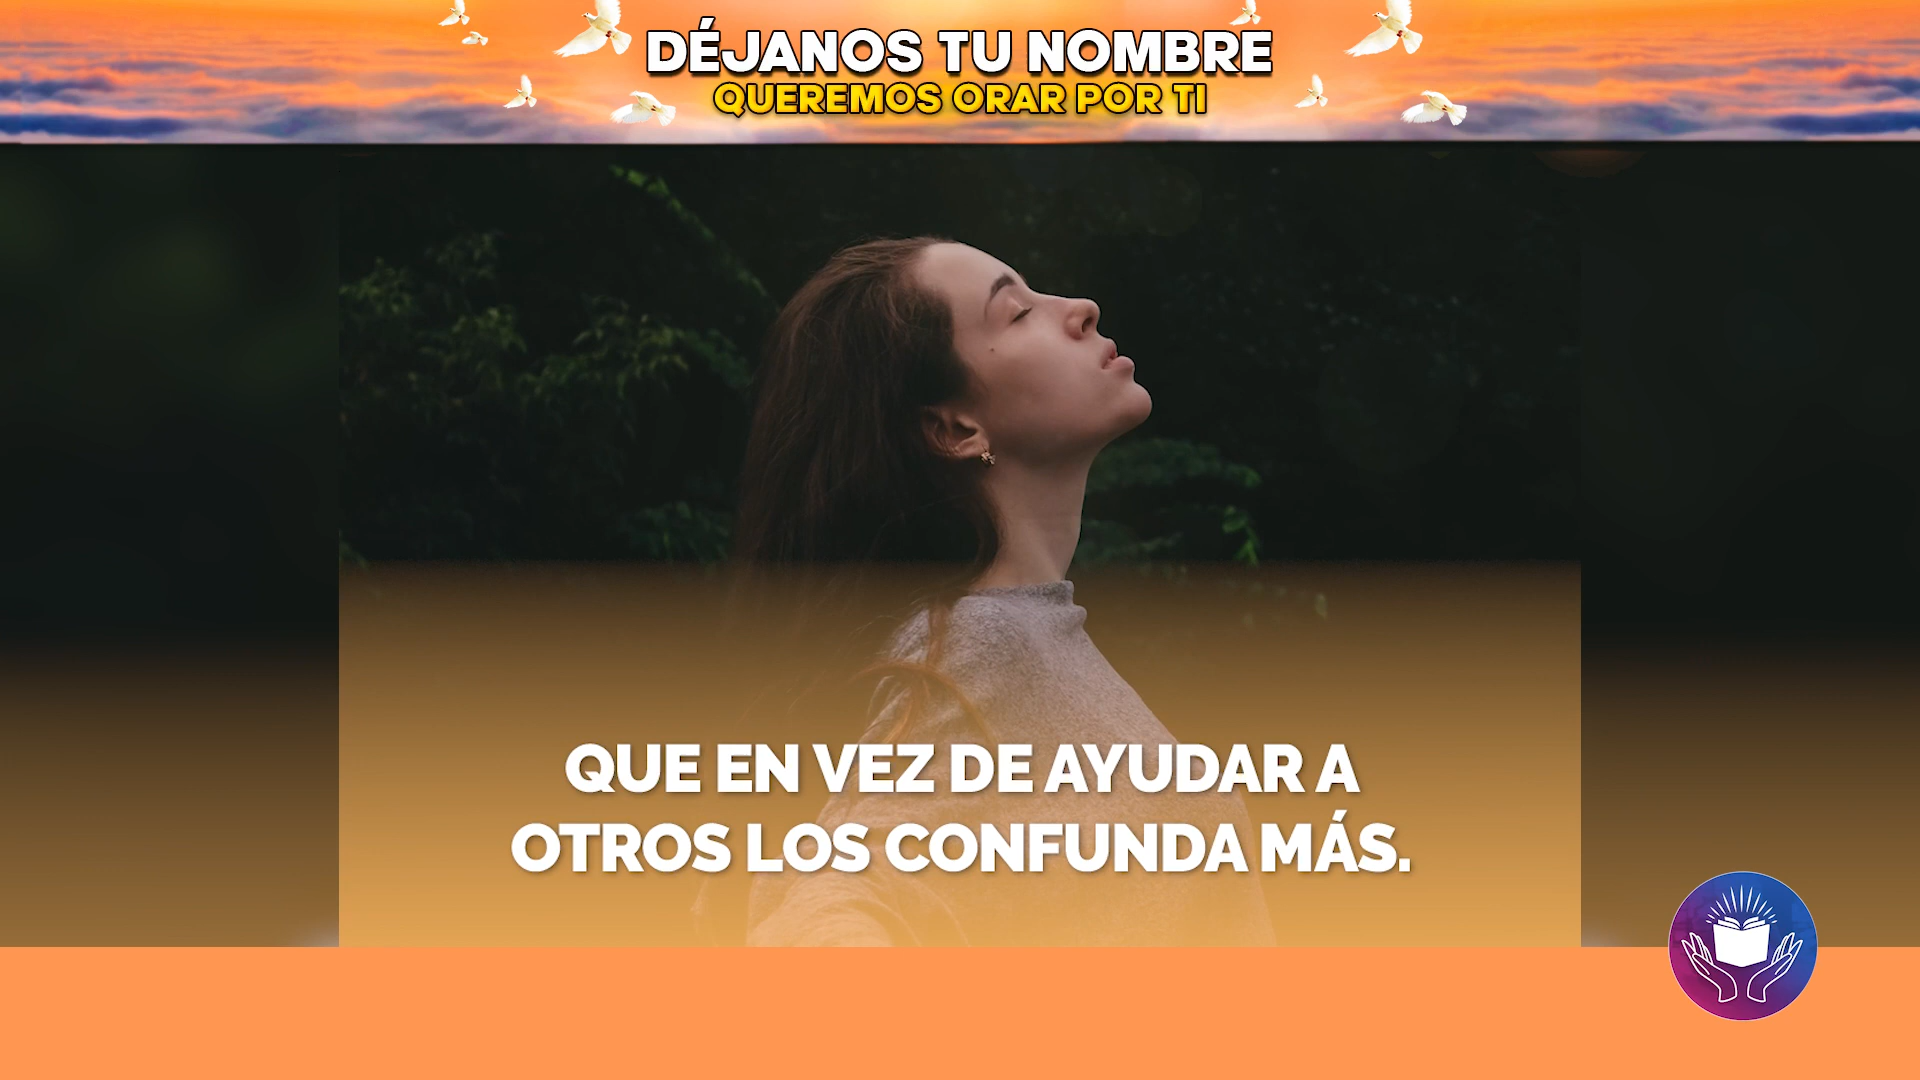 DÉJANOS TU NOMBRE
QUEREMOS ORAR POR TI
QUE EN VEZ DE AYUDAR A
OTROS LOS CONFUNDA MÁS.